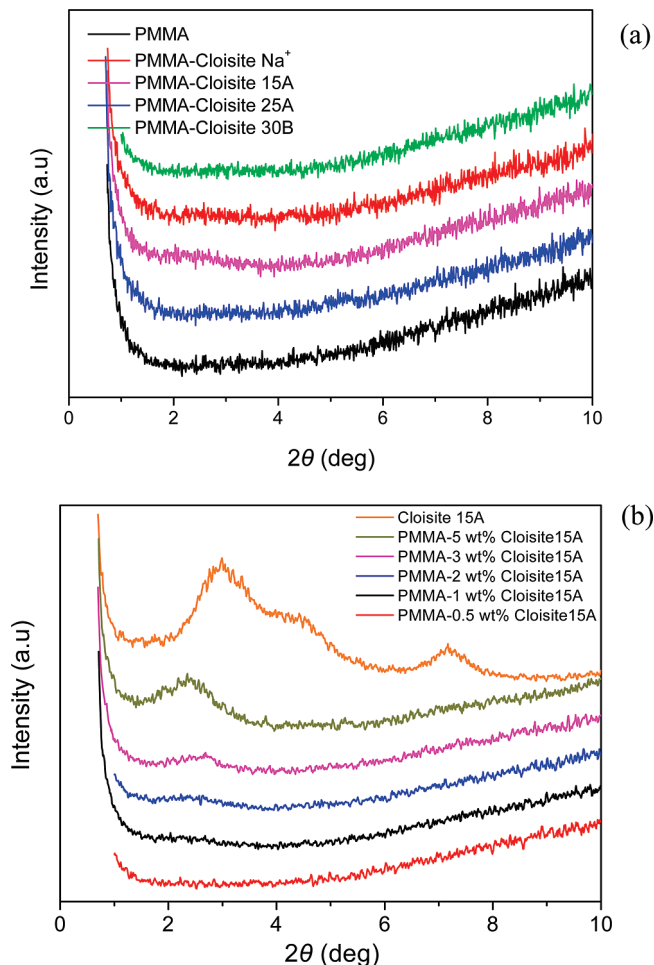 (a)
PMMA
PMMA-Cloisite Na⁺
PMMA-Cloisite 15A
PMMA-Cloisite 25A
PMMA-Cloisite 30B
Intensity (a.u)
0 2 4 6 8 10
2θ (deg)
(b)
Cloisite 15A
PMMA-5 wt% Cloisite15A
PMMA-3 wt% Cloisite15A
PMMA-2 wt% Cloisite15A
PMMA-1 wt% Cloisite15A
PMMA-0.5 wt% Cloisite15A
Intensity (a.u)
0 2 4 6 8 10
2θ (deg)